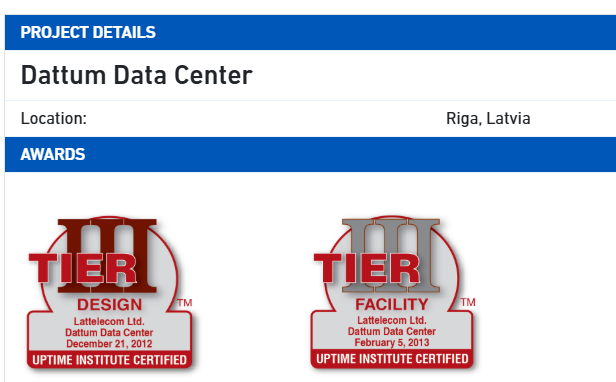 PROJECT DETAILS
Dattum Data Center
Location: Riga, Latvia
AWARDS
III
TIER
DESIGN TM
Lattelecom Ltd.
Dattum Data Center
December 21, 2012
UPTIME INSTITUTE CERTIFIED
III
TIER
FACILITY TM
Lattelecom Ltd.
Dattum Data Center
February 5, 2013
UPTIME INSTITUTE CERTIFIED